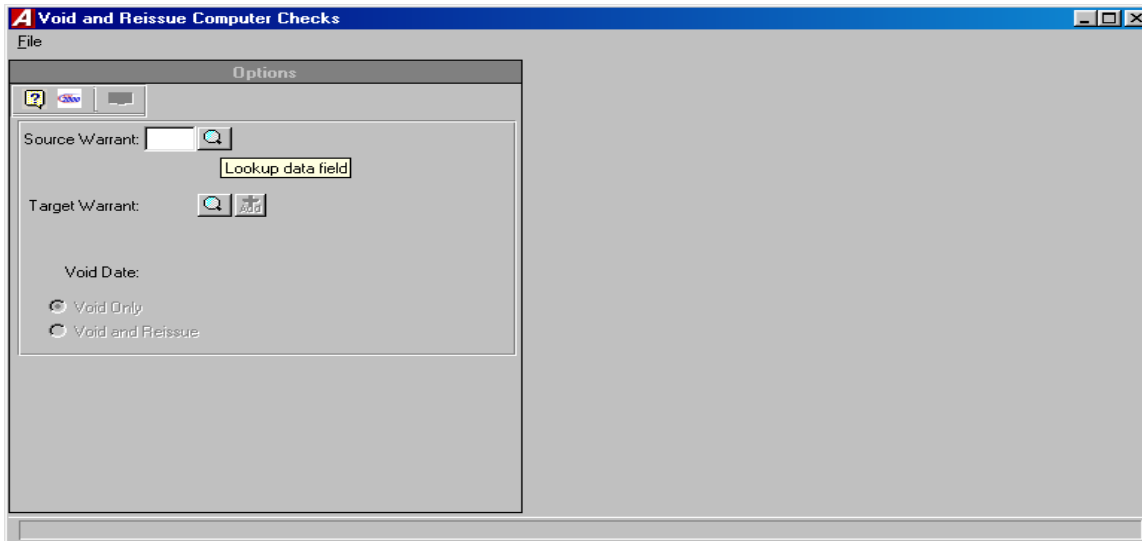 Void and Reissue Computer Checks
File
Options
Source Warrant:
Lookup data field
Target Warrant:
Add
Void Date:
Void Only
Void and Reissue